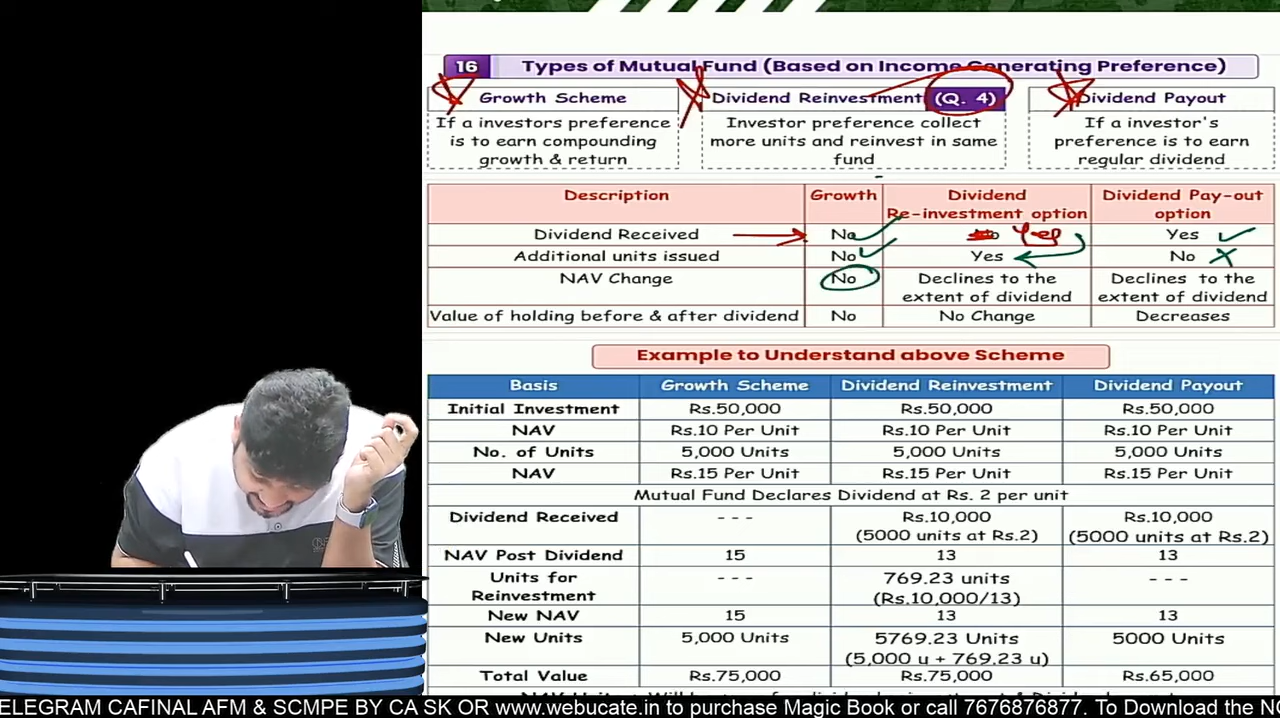 16 Types of Mutual Fund (Based on Income Generating Preference)
Growth Scheme
If a investors preference
is to earn compounding
growth & return
Dividend Reinvestment (Q. 4)
Investor preference collect
more units and reinvest in same
fund
Dividend Payout
If a investor's
preference is to earn
regular dividend
Description Growth Dividend Re-investment option Dividend Pay-out option
Dividend Received No Yes Yes
Additional units issued No Yes No
NAV Change No Declines to the extent of dividend Declines to the extent of dividend
Value of holding before & after dividend No No Change Decreases
Example to Understand above Scheme
Basis Growth Scheme Dividend Reinvestment Dividend Payout
Initial Investment Rs.50,000 Rs.50,000 Rs.50,000
NAV Rs.10 Per Unit Rs.10 Per Unit Rs.10 Per Unit
No. of Units 5,000 Units 5,000 Units 5,000 Units
NAV Rs.15 Per Unit Rs.15 Per Unit Rs.15 Per Unit
Mutual Fund Declares Dividend at Rs. 2 per unit
Dividend Received --- Rs.10,000 (5000 units at Rs.2) Rs.10,000 (5000 units at Rs.2)
NAV Post Dividend 15 13 13
Units for Reinvestment --- 769.23 units (Rs.10,000/13) ---
New NAV 15 13 13
New Units 5,000 Units 5769.23 Units (5,000 u + 769.23 u) 5000 Units
Total Value Rs.75,000 Rs.75,000 Rs.65,000
ELEGRAM CAFINAL AFM & SCMPE BY CA SK OR www.webucate.in to purchase Magic Book or call 7676876877. To Download the No